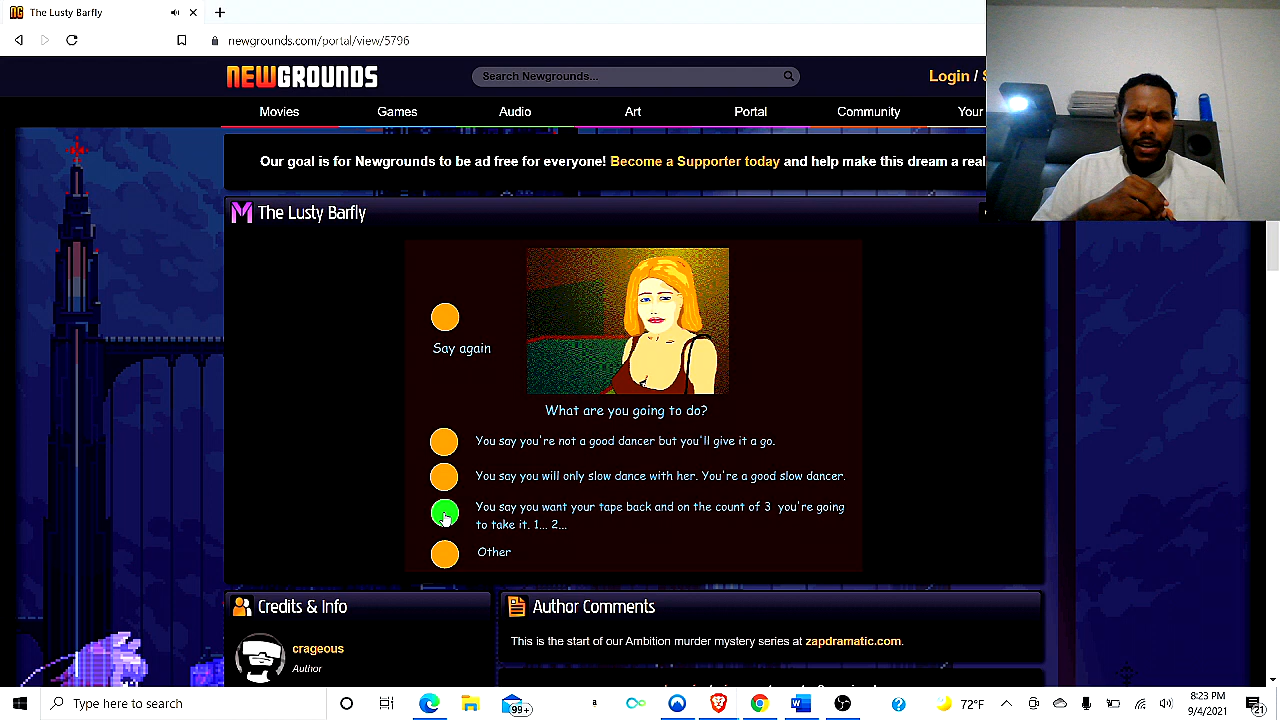 The Lusty Barfly
newgrounds.com/portal/view/5796
NEWGROUNDS
Search Newgrounds...
Login / S
Movies
Games
Audio
Art
Portal
Community
Your
Our goal is for Newgrounds to be ad free for everyone! Become a Supporter today and help make this dream a real
The Lusty Barfly
Say again
What are you going to do?
You say you're not a good dancer but you'll give it a go.
You say you will only slow dance with her. You're a good slow dancer.
You say you want your tape back and on the count of 3 you're going
to take it. 1... 2...
Other
Credits & Info
Author Comments
crageous
Author
This is the start of our Ambition murder mystery series at zapdramatic.com.
Type here to search
99+
a
72°F
8:23 PM
9/4/2021
21